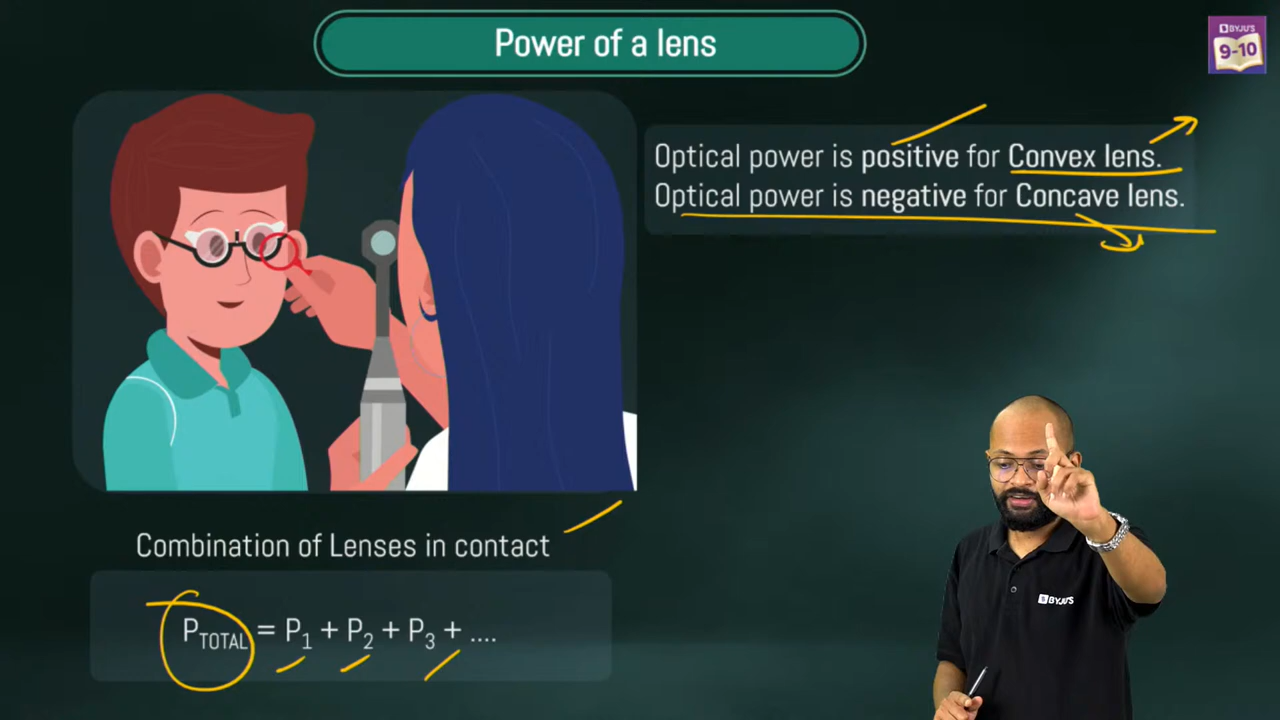 Power of a lens
BYJU'S
9-10
Optical power is positive for Convex lens.
Optical power is negative for Concave lens.
Combination of Lenses in contact
P_TOTAL = P₁ + P₂ + P₃ + ....
BYJU'S